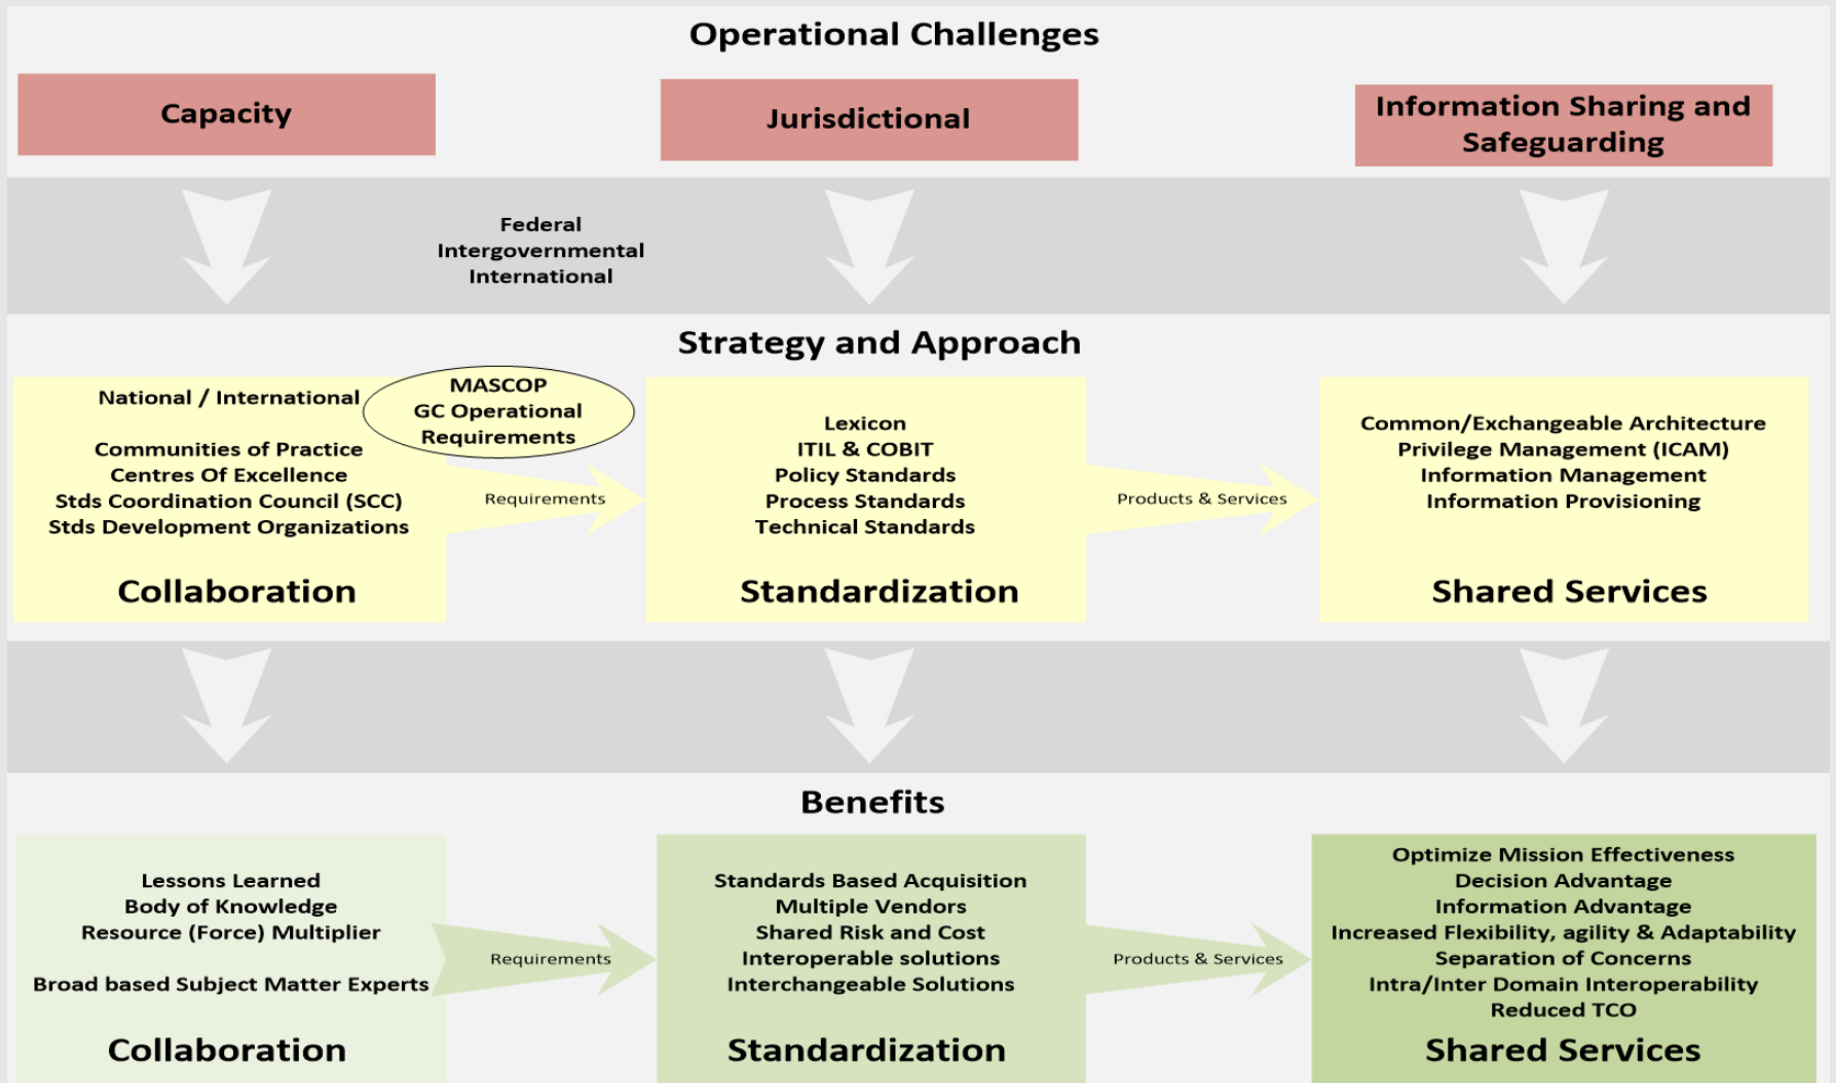 Operational Challenges
Capacity
Jurisdictional
Information Sharing and
Safeguarding
Federal
Intergovernmental
International
Strategy and Approach
National / International
Communities of Practice
Centres Of Excellence
Stds Coordination Council (SCC)
Stds Development Organizations
Collaboration
MASCOP
GC Operational
Requirements
Requirements
Lexicon
ITIL & COBIT
Policy Standards
Process Standards
Technical Standards
Standardization
Products & Services
Common/Exchangeable Architecture
Privilege Management (ICAM)
Information Management
Information Provisioning
Shared Services
Benefits
Lessons Learned
Body of Knowledge
Resource (Force) Multiplier
Broad based Subject Matter Experts
Collaboration
Requirements
Standards Based Acquisition
Multiple Vendors
Shared Risk and Cost
Interoperable solutions
Interchangeable Solutions
Standardization
Products & Services
Optimize Mission Effectiveness
Decision Advantage
Information Advantage
Increased Flexibility, agility & Adaptability
Separation of Concerns
Intra/Inter Domain Interoperability
Reduced TCO
Shared Services